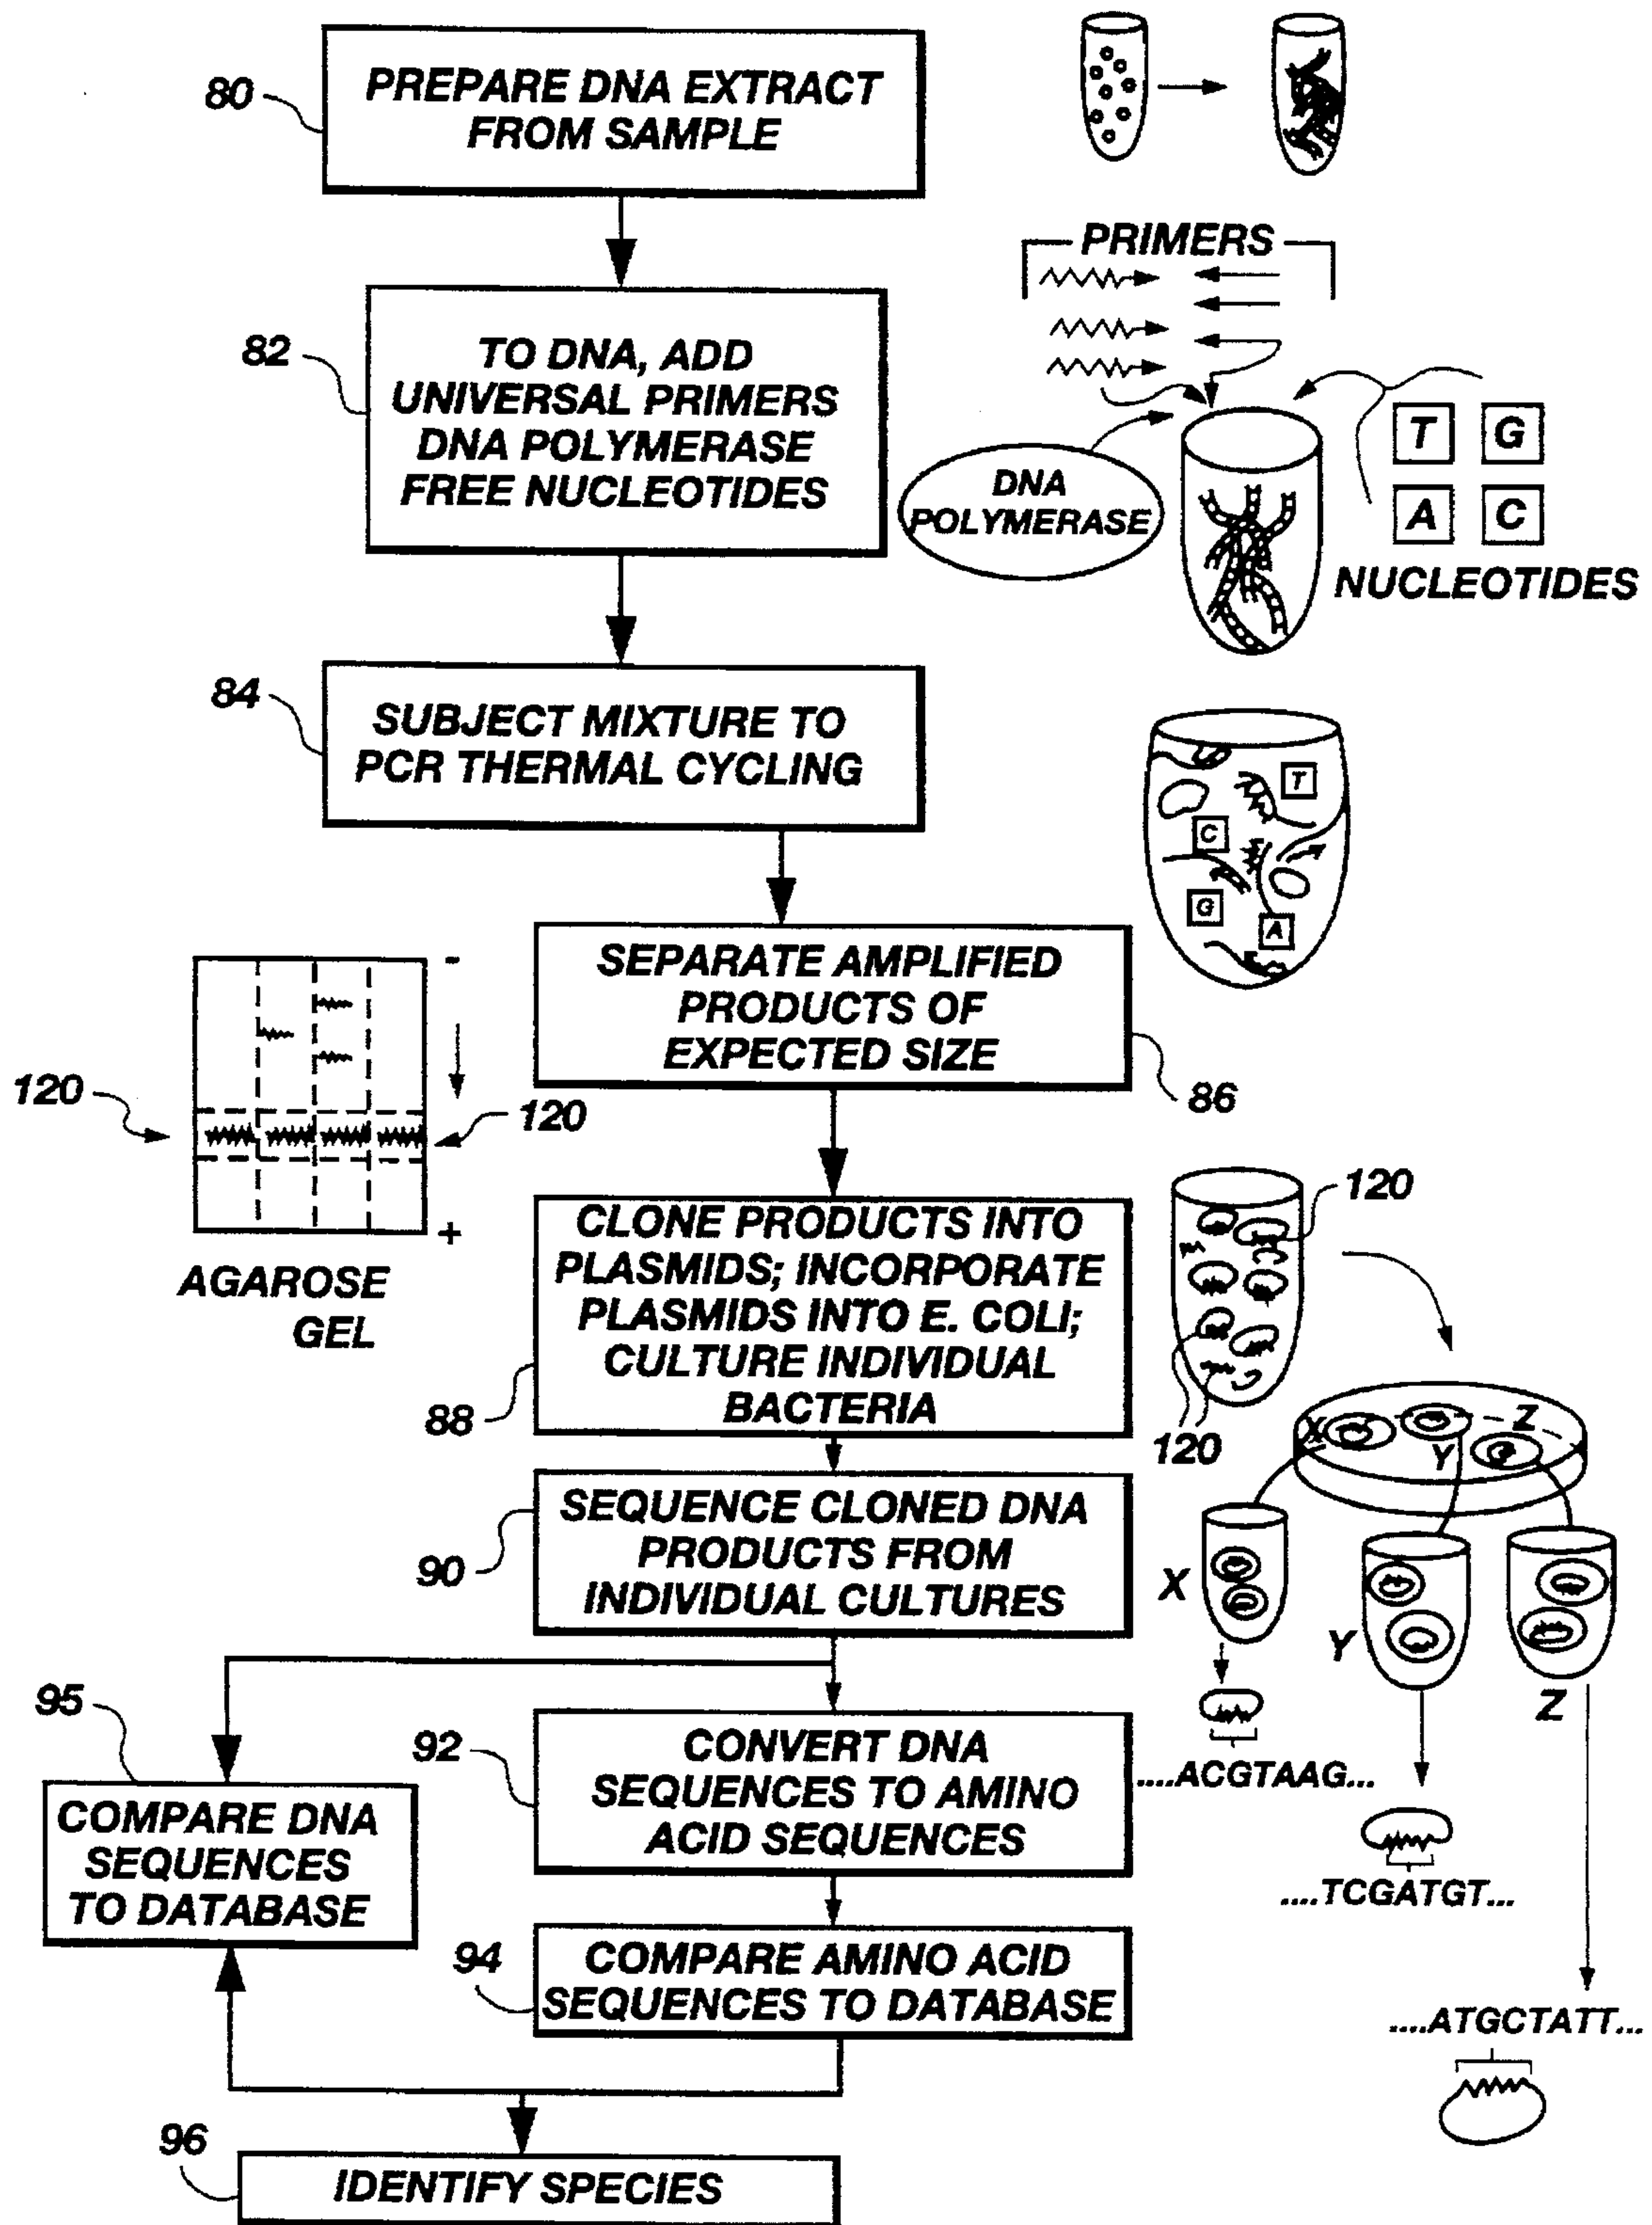 80
PREPARE DNA EXTRACT
FROM SAMPLE
PRIMERS
82
TO DNA, ADD
UNIVERSAL PRIMERS
DNA POLYMERASE
FREE NUCLEOTIDES
DNA
POLYMERASE
T G
A C
NUCLEOTIDES
84
SUBJECT MIXTURE TO
PCR THERMAL CYCLING
T
C
G
A
SEPARATE AMPLIFIED
PRODUCTS OF
EXPECTED SIZE
86
-
120
120
+
AGAROSE
GEL
CLONE PRODUCTS INTO
PLASMIDS; INCORPORATE
PLASMIDS INTO E. COLI;
CULTURE INDIVIDUAL
BACTERIA
88
120
120
X
Y
Z
SEQUENCE CLONED DNA
PRODUCTS FROM
INDIVIDUAL CULTURES
90
X
Y
Z
95
COMPARE DNA
SEQUENCES
TO DATABASE
92
CONVERT DNA
SEQUENCES TO AMINO
ACID SEQUENCES
....ACGTAAG...
....TCGATGT...
94
COMPARE AMINO ACID
SEQUENCES TO DATABASE
....ATGCTATT...
96
IDENTIFY SPECIES